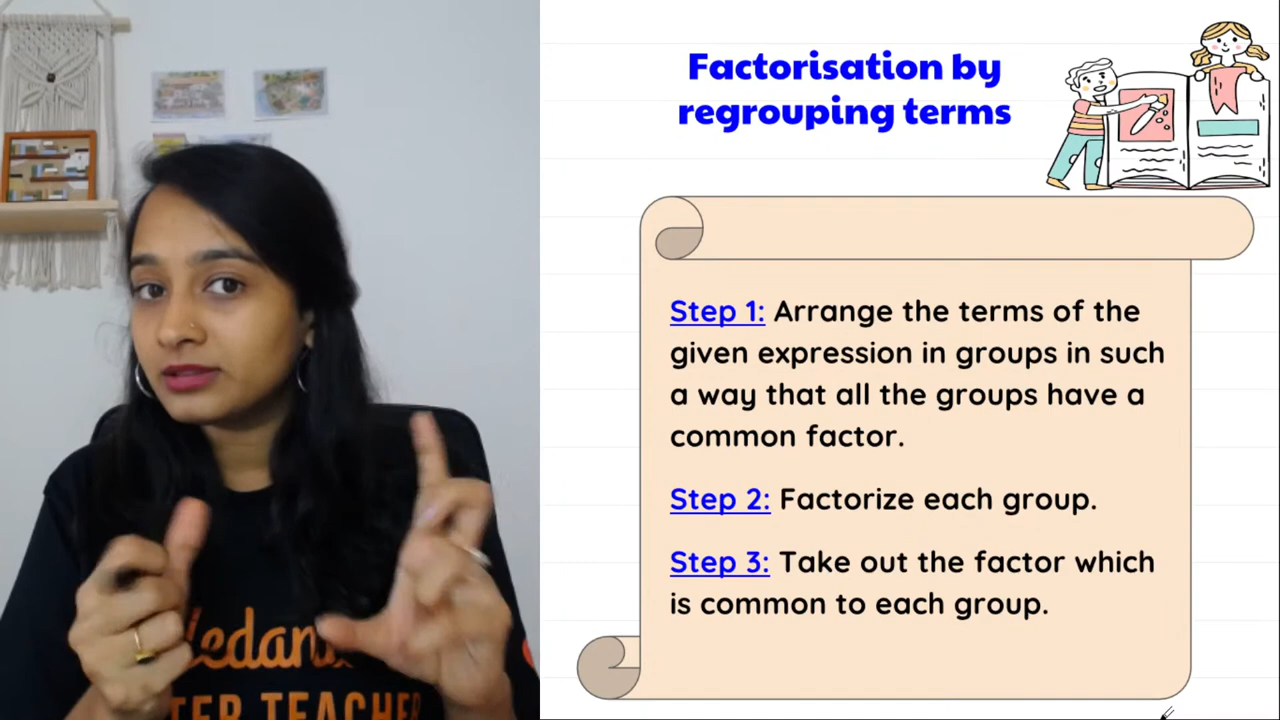 Factorisation by
regrouping terms
Step 1: Arrange the terms of the
given expression in groups in such
a way that all the groups have a
common factor.
Step 2: Factorize each group.
Step 3: Take out the factor which
is common to each group.
TEACHER